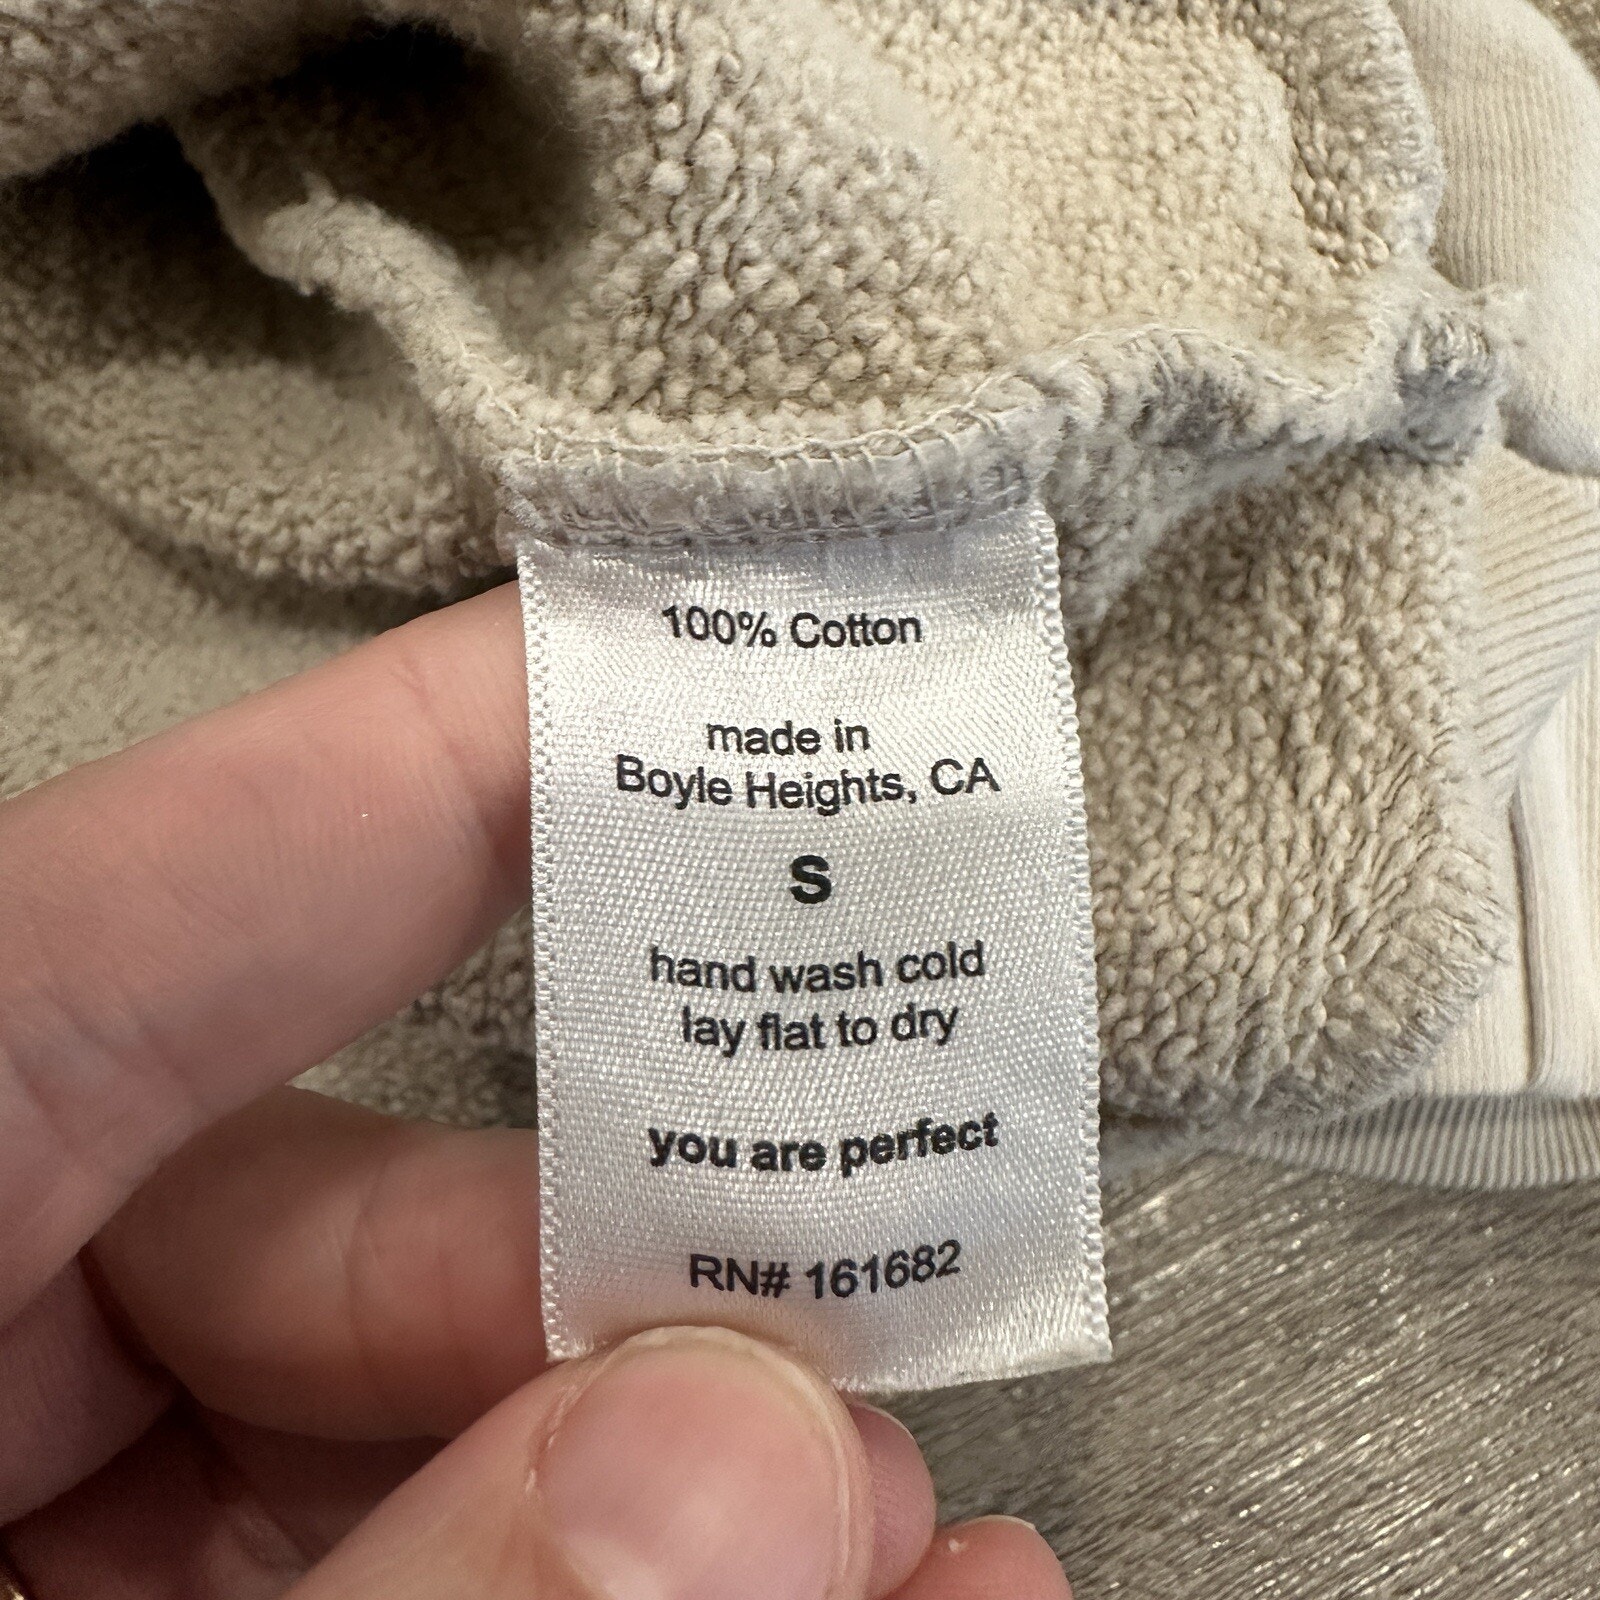 100% Cotton
made in
Boyle Heights, CA
S
hand wash cold
lay flat to dry
you are perfect
RN# 161682